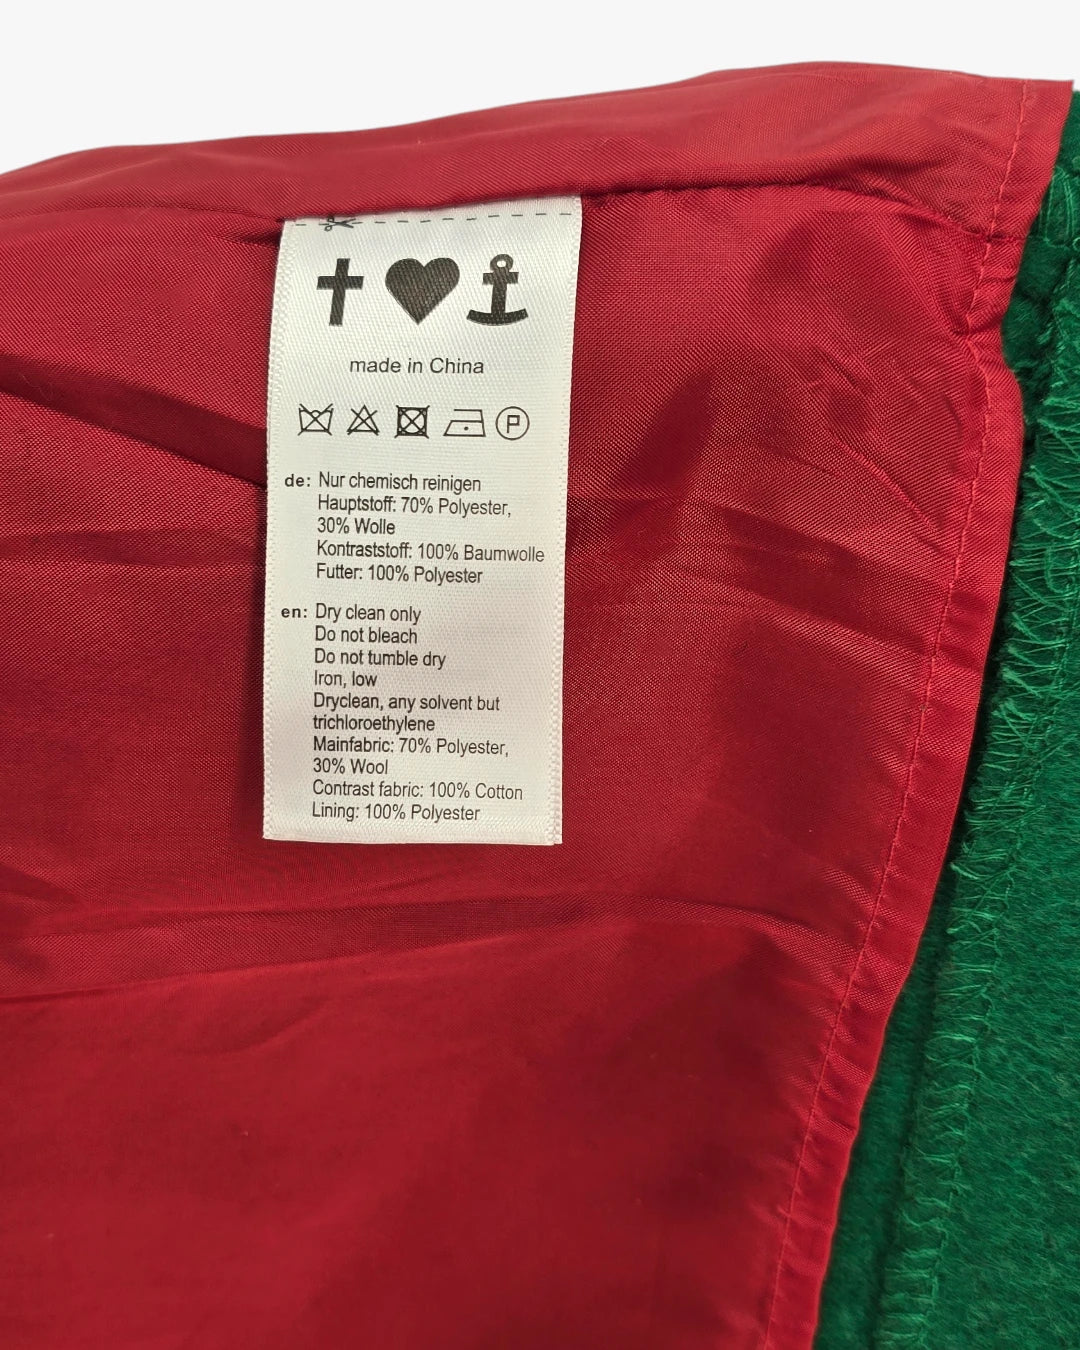 made in China
P
de: Nur chemisch reinigen
Hauptstoff: 70% Polyester,
30% Wolle
Kontraststoff: 100% Baumwolle
Futter: 100% Polyester
en: Dry clean only
Do not bleach
Do not tumble dry
Iron, low
Dryclean, any solvent but
trichloroethylene
Mainfabric: 70% Polyester,
30% Wool
Contrast fabric: 100% Cotton
Lining: 100% Polyester